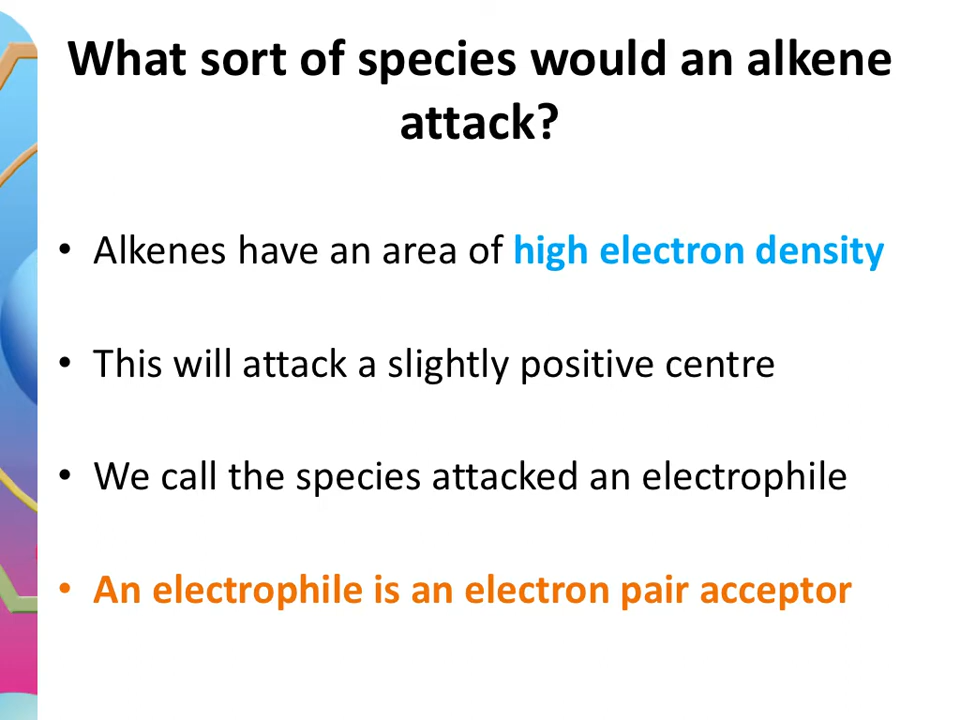 What sort of species would an alkene
attack?
• Alkenes have an area of high electron density
• This will attack a slightly positive centre
• We call the species attacked an electrophile
• An electrophile is an electron pair acceptor